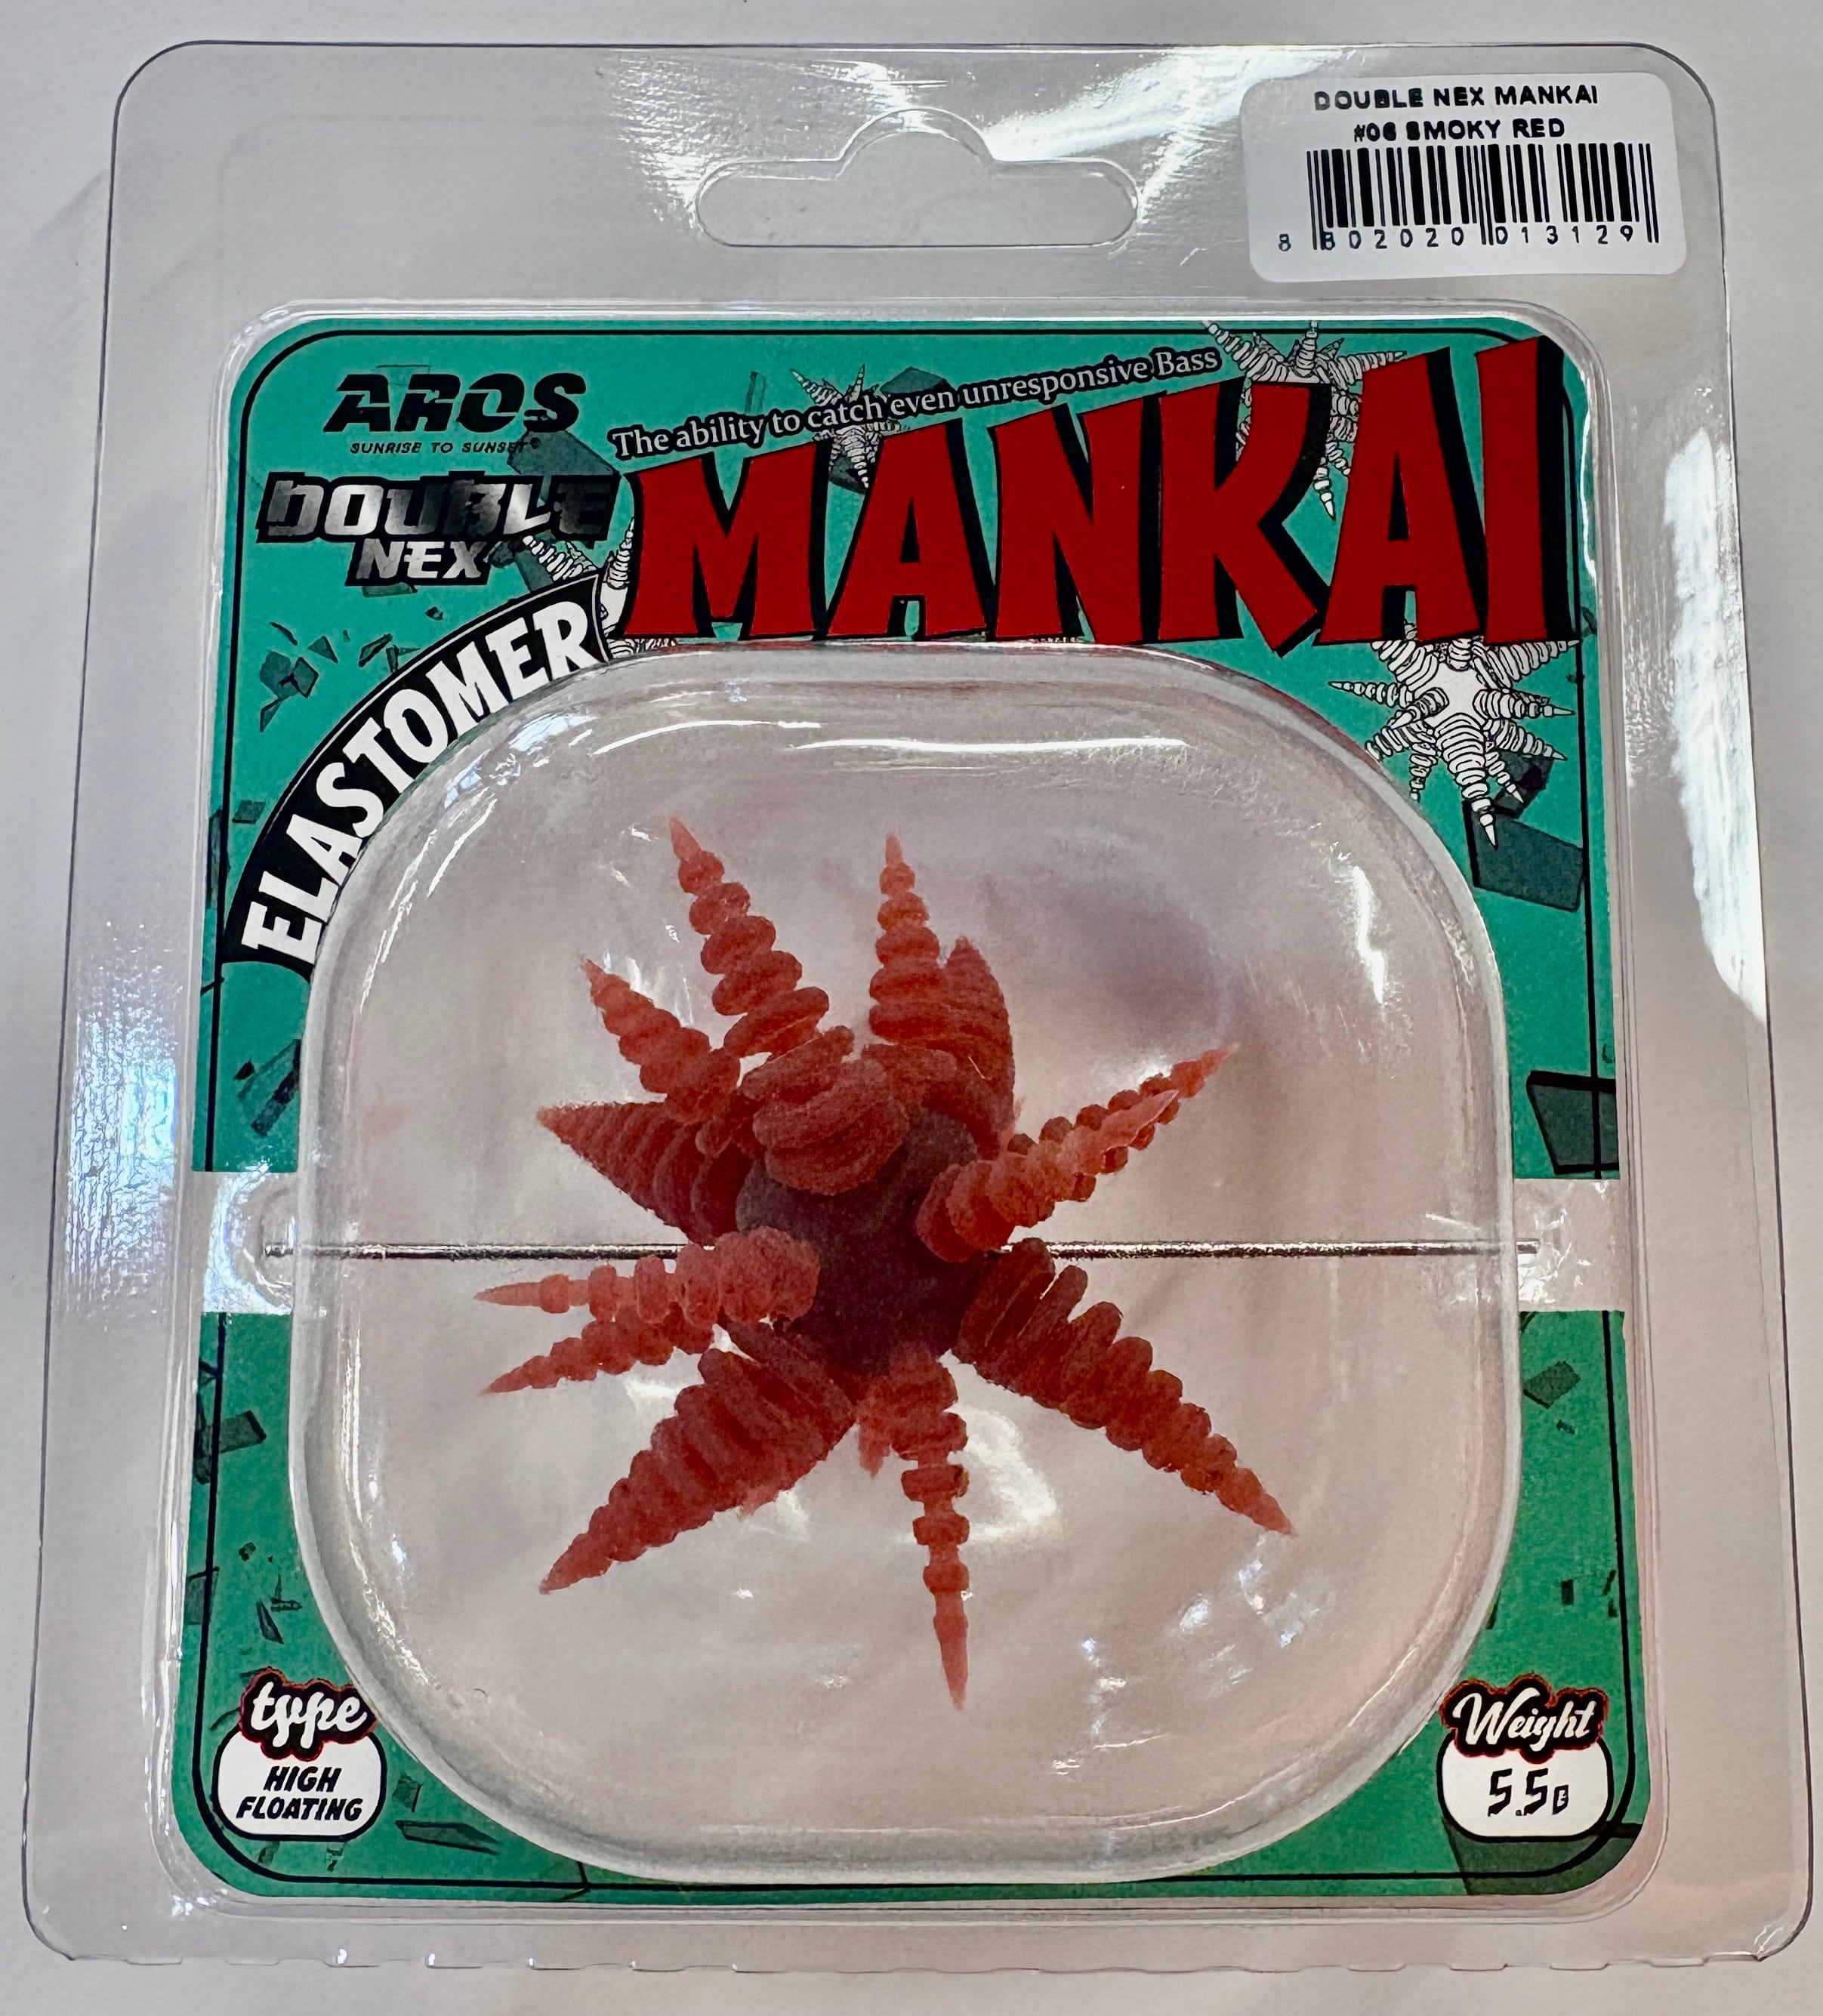 DOUBLE NEX MANKAI
#06 SMOKY RED
8 802020 013129
AROS
SUNRISE TO SUNSET®
The ability to catch even unresponsive Bass
DOUBLE
NEX
MANKAI
ELASTOMER
type
HIGH
FLOATING
Weight
5.5g